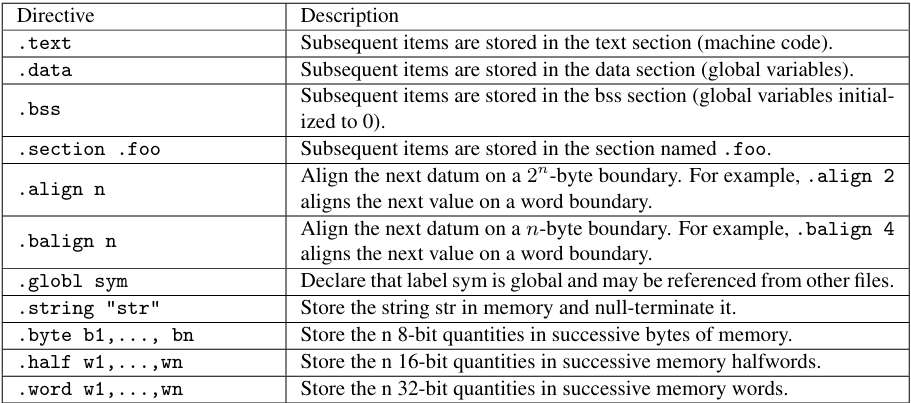 Directive Description
.text Subsequent items are stored in the text section (machine code).
.data Subsequent items are stored in the data section (global variables).
.bss Subsequent items are stored in the bss section (global variables initial-
ized to 0).
.section .foo Subsequent items are stored in the section named .foo.
.align n Align the next datum on a 2ⁿ-byte boundary. For example, .align 2
aligns the next value on a word boundary.
.balign n Align the next datum on a n-byte boundary. For example, .balign 4
aligns the next value on a word boundary.
.globl sym Declare that label sym is global and may be referenced from other files.
.string "str" Store the string str in memory and null-terminate it.
.byte b1,..., bn Store the n 8-bit quantities in successive bytes of memory.
.half w1,...,wn Store the n 16-bit quantities in successive memory halfwords.
.word w1,...,wn Store the n 32-bit quantities in successive memory words.